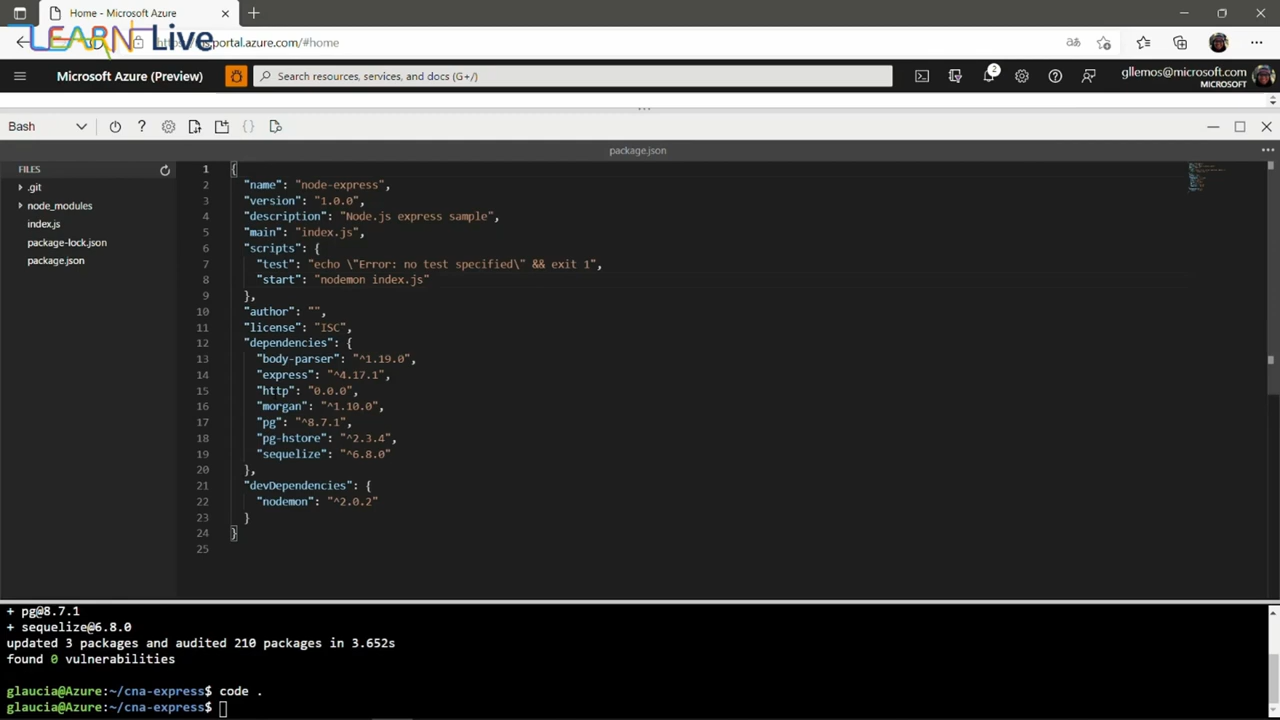 Home - Microsoft Azure
LEARN Live
portal.azure.com/#home
Microsoft Azure (Preview)
Search resources, services, and docs (G+/)
2
gllemos@microsoft.com
MICROSOFT
Bash
package.json
FILES
.git
node_modules
index.js
package-lock.json
package.json
1 {
2 "name": "node-express",
3 "version": "1.0.0",
4 "description": "Node.js express sample",
5 "main": "index.js",
6 "scripts": {
7 "test": "echo \"Error: no test specified\" && exit 1",
8 "start": "nodemon index.js"
9 },
10 "author": "",
11 "license": "ISC",
12 "dependencies": {
13 "body-parser": "^1.19.0",
14 "express": "^4.17.1",
15 "http": "0.0.0",
16 "morgan": "^1.10.0",
17 "pg": "^8.7.1",
18 "pg-hstore": "^2.3.4",
19 "sequelize": "^6.8.0"
20 },
21 "devDependencies": {
22 "nodemon": "^2.0.2"
23 }
24 }
25
+ pg@8.7.1
+ sequelize@6.8.0
updated 3 packages and audited 210 packages in 3.652s
found 0 vulnerabilities
glaucia@Azure:~/cna-express$ code .
glaucia@Azure:~/cna-express$